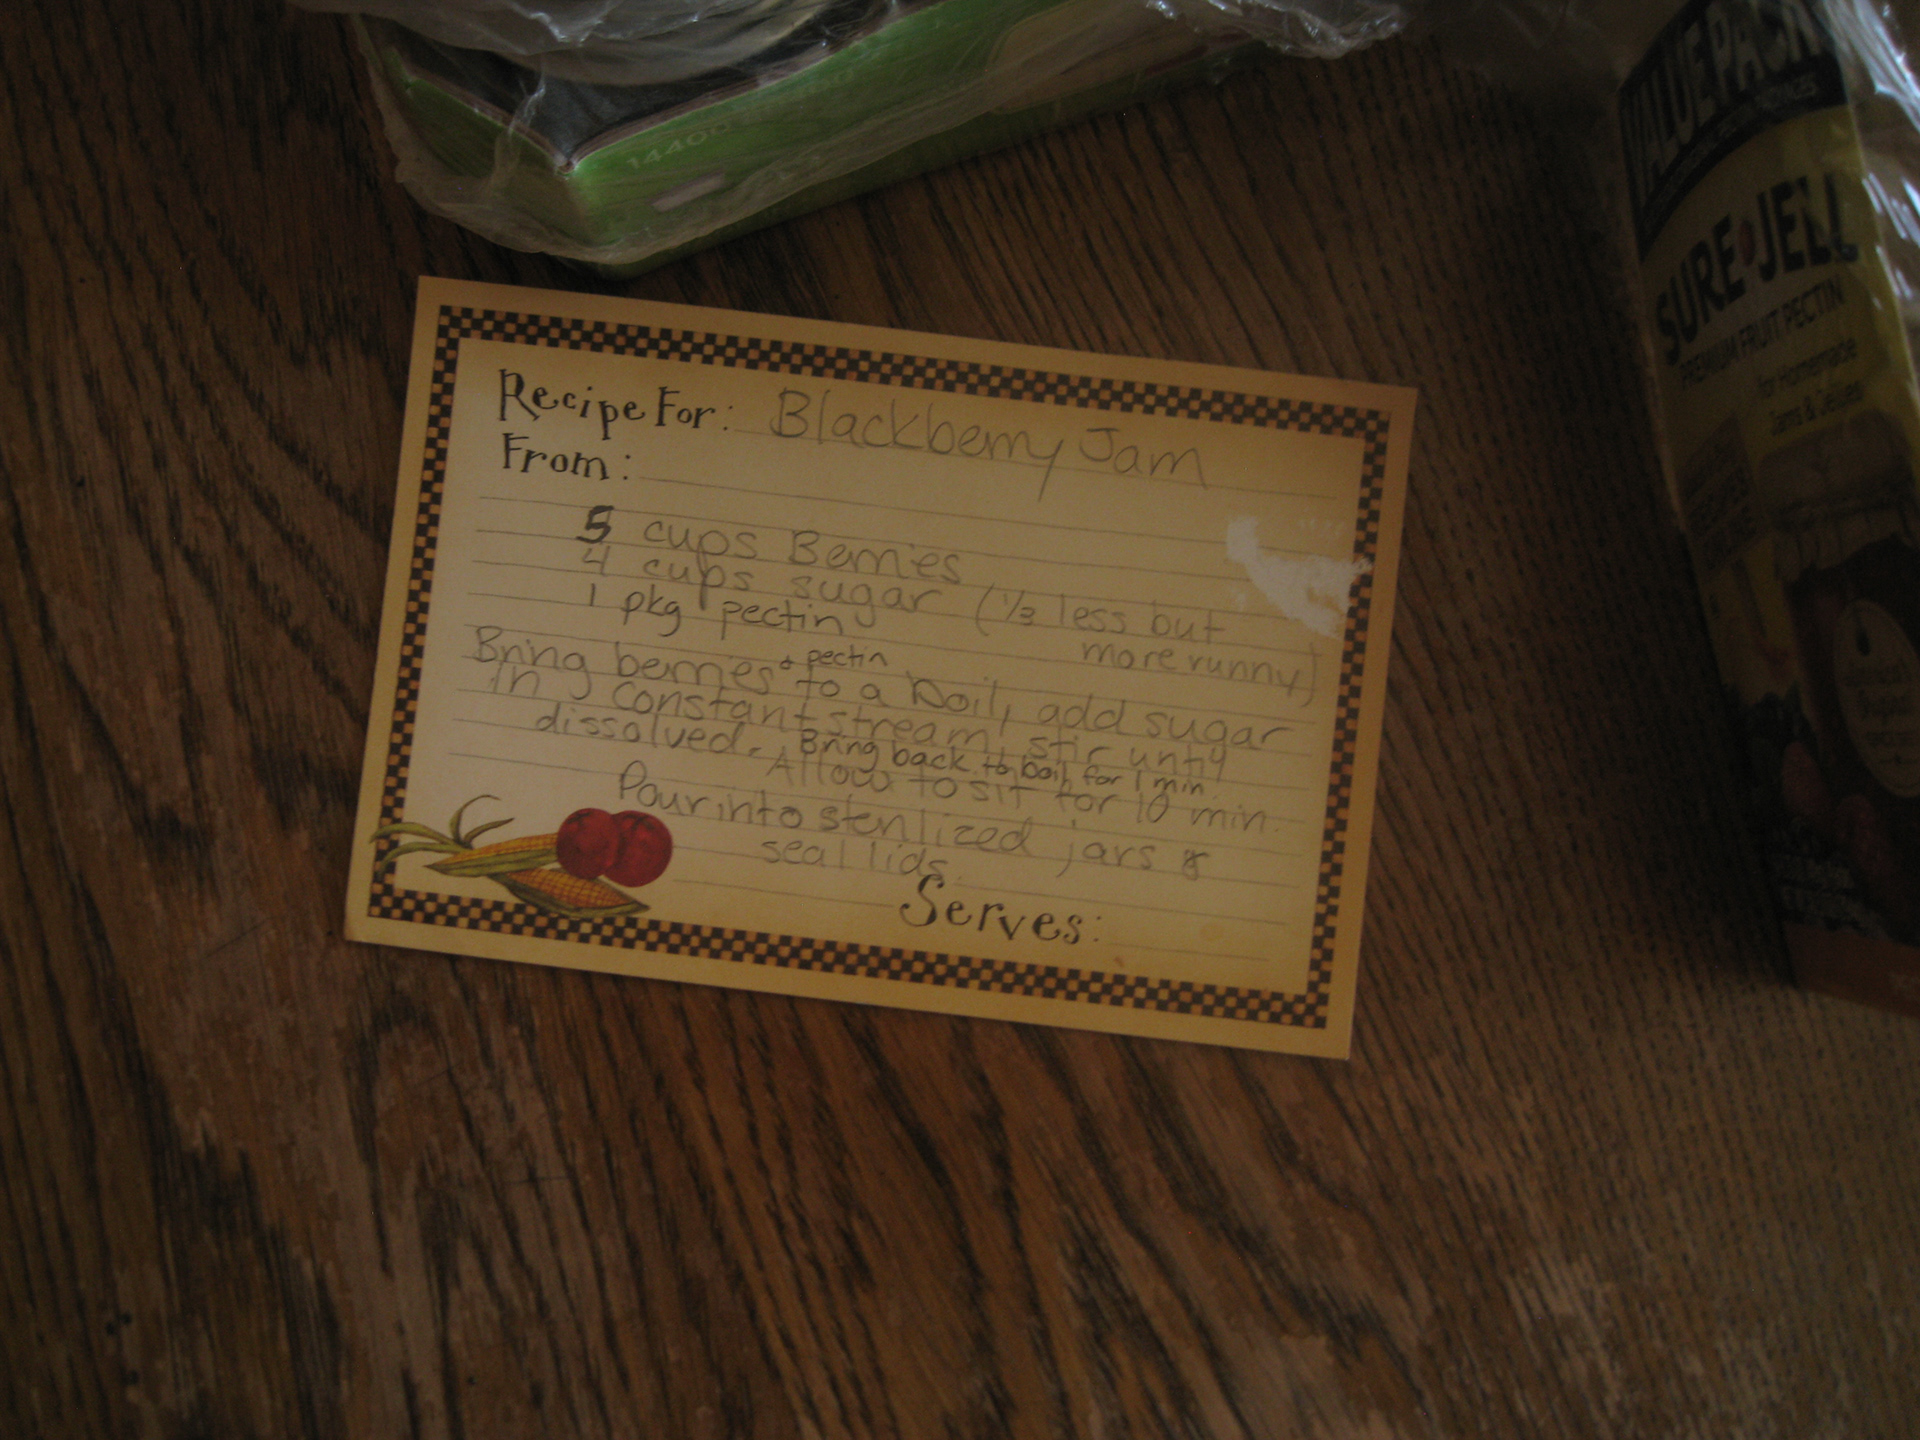 1440
VALUE PACK
SURE JELL
PREMIUM FRUIT PECTIN
for Homemade
Jams & Jellies
Recipe For: Blackberry Jam
From:
5 cups Berries
4 cups sugar (1/3 less but
more runny)
1 pkg pectin
Bring berries & pectin to a boil, add sugar
in constant stream, stir until
dissolved. Bring back to boil for 1 min.
Allow to sit for 10 min.
Pour into sterilized jars &
seal lids.
Serves: